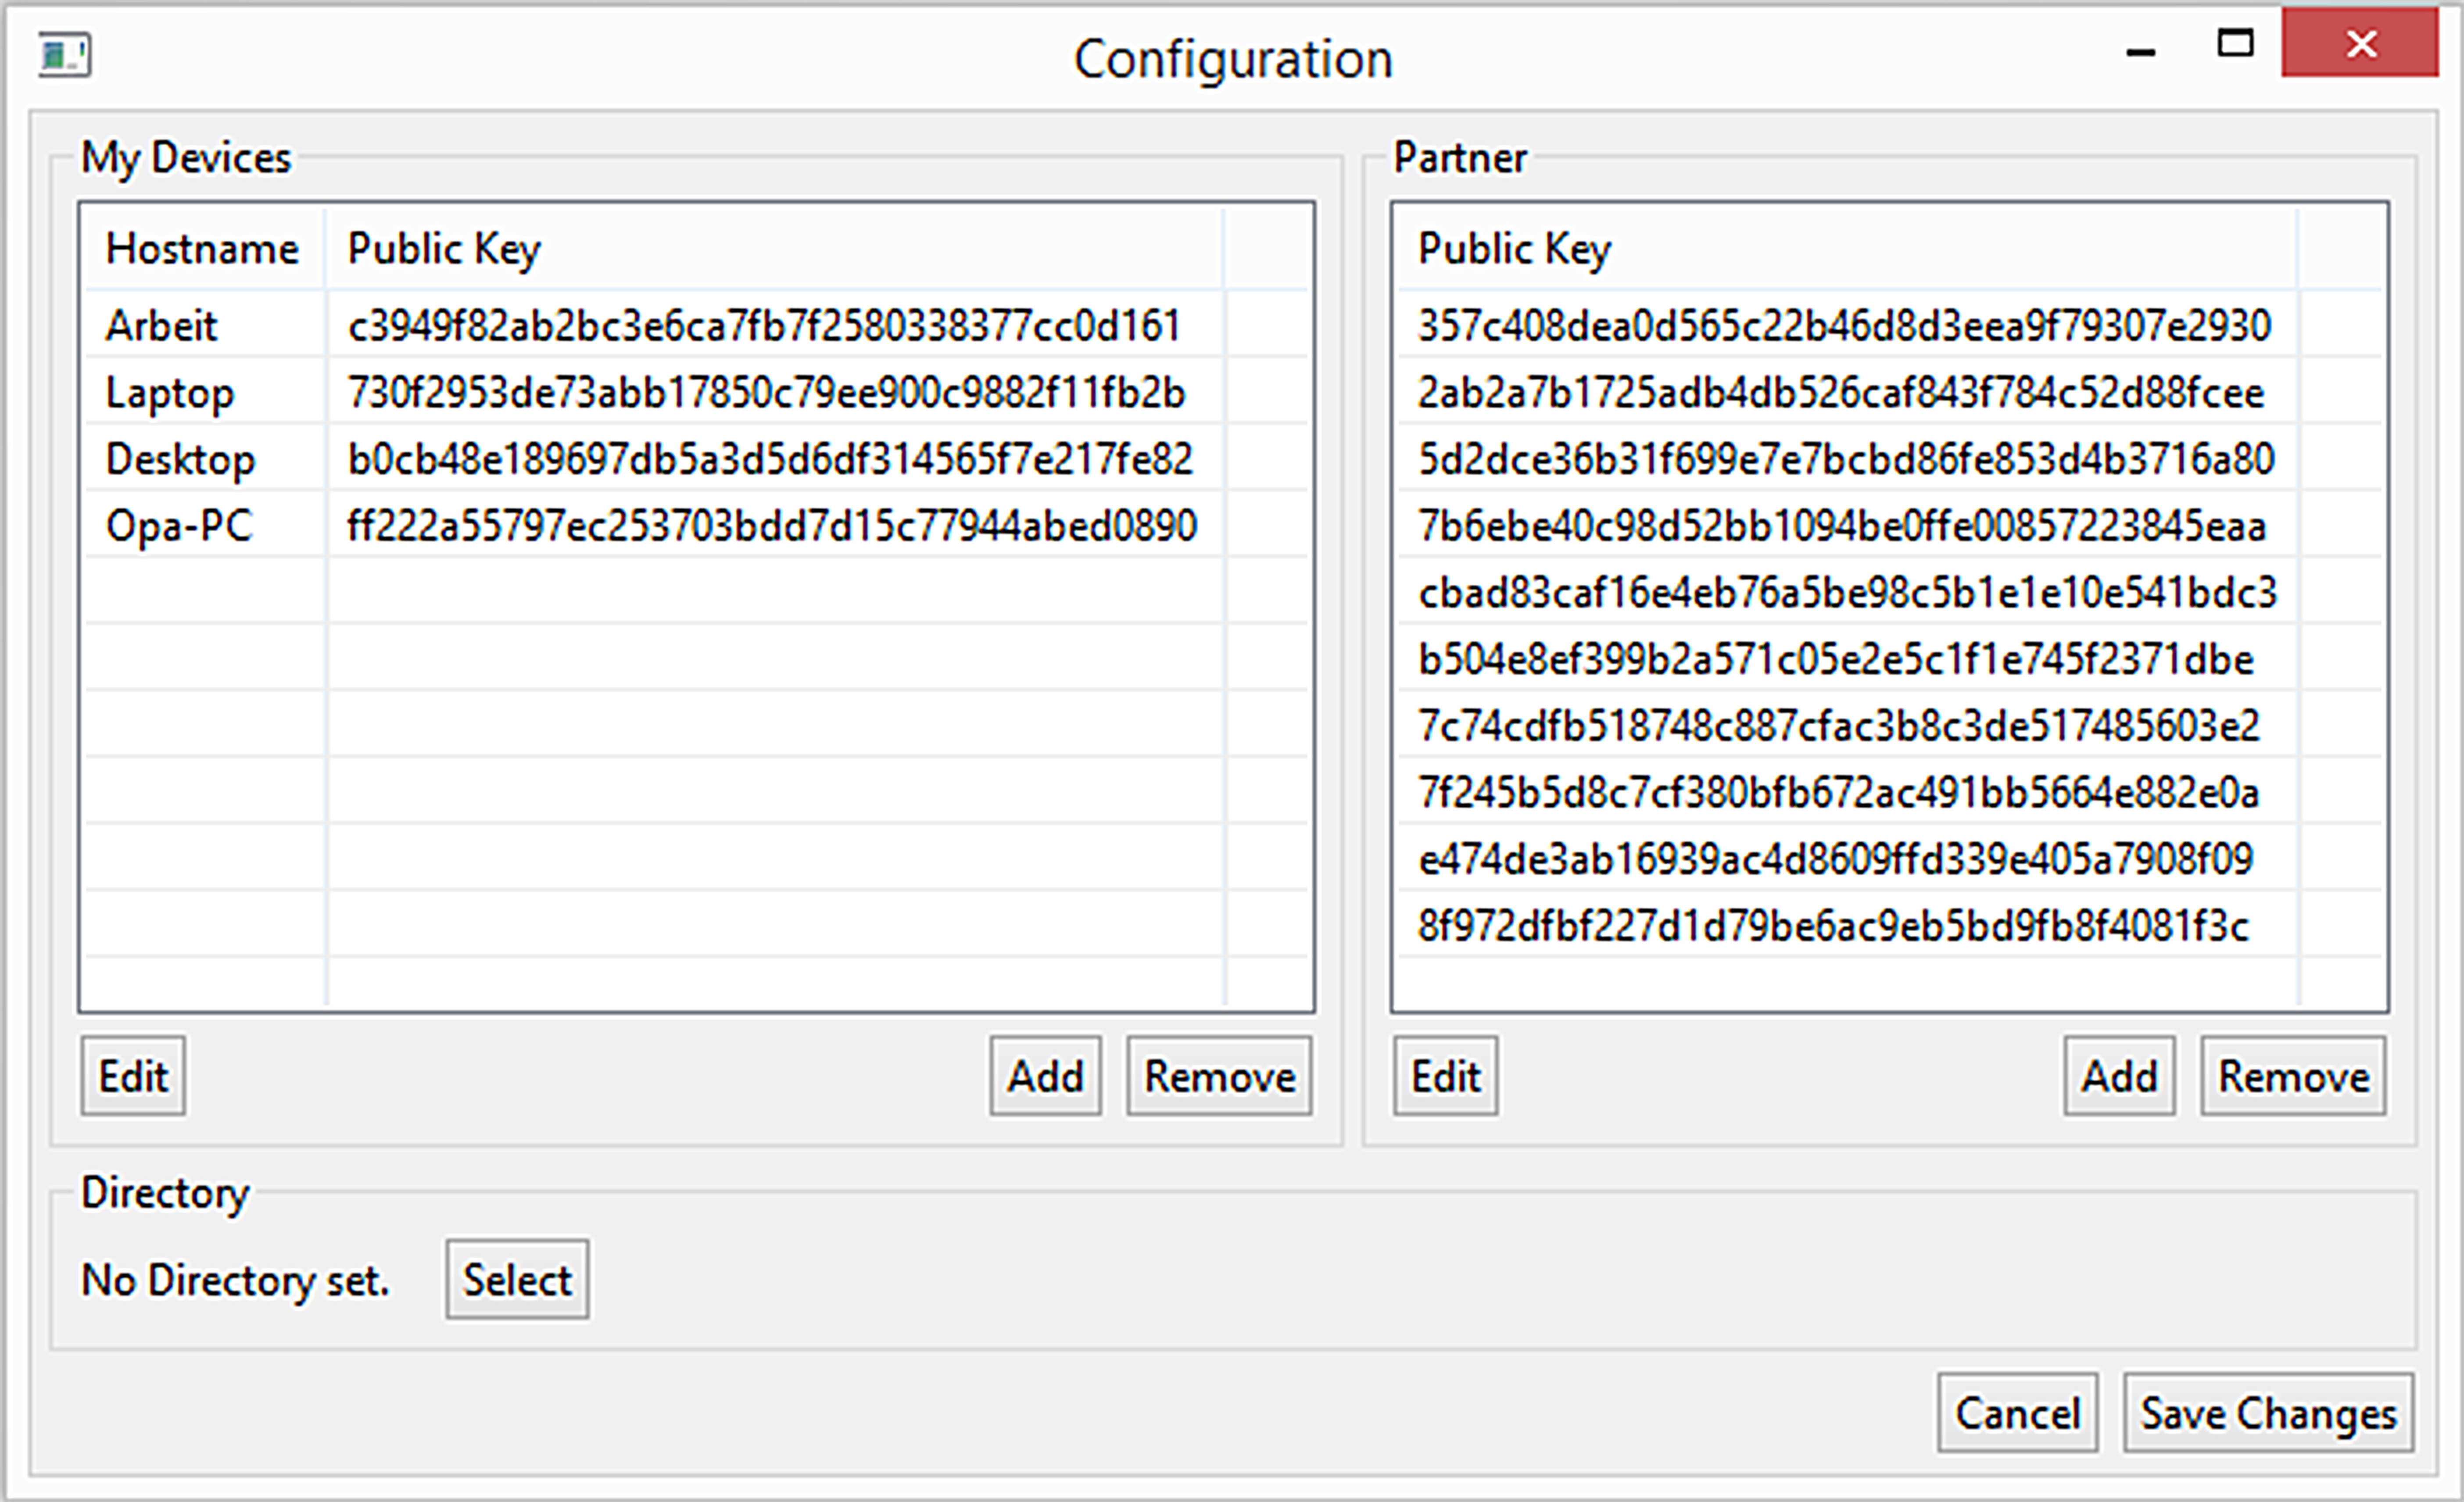 Configuration
My Devices
Hostname Public Key
Arbeit c3949f82ab2bc3e6ca7fb7f2580338377cc0d161
Laptop 730f2953de73abb17850c79ee900c9882f11fb2b
Desktop b0cb48e189697db5a3d5d6df314565f7e217fe82
Opa-PC ff222a55797ec253703bdd7d15c77944abed0890
Edit Add Remove
Partner
Public Key
357c408dea0d565c22b46d8d3eea9f79307e2930
2ab2a7b1725adb4db526caf843f784c52d88fcee
5d2dce36b31f699e7e7bcbd86fe853d4b3716a80
7b6ebe40c98d52bb1094be0ffe00857223845eaa
cbad83caf16e4eb76a5be98c5b1e1e10e541bdc3
b504e8ef399b2a571c05e2e5c1f1e745f2371dbe
7c74cdfb518748c887cfac3b8c3de517485603e2
7f245b5d8c7cf380bfb672ac491bb5664e882e0a
e474de3ab16939ac4d8609ffd339e405a7908f09
8f972dfbf227d1d79be6ac9eb5bd9fb8f4081f3c
Edit Add Remove
Directory
No Directory set. Select
Cancel Save Changes